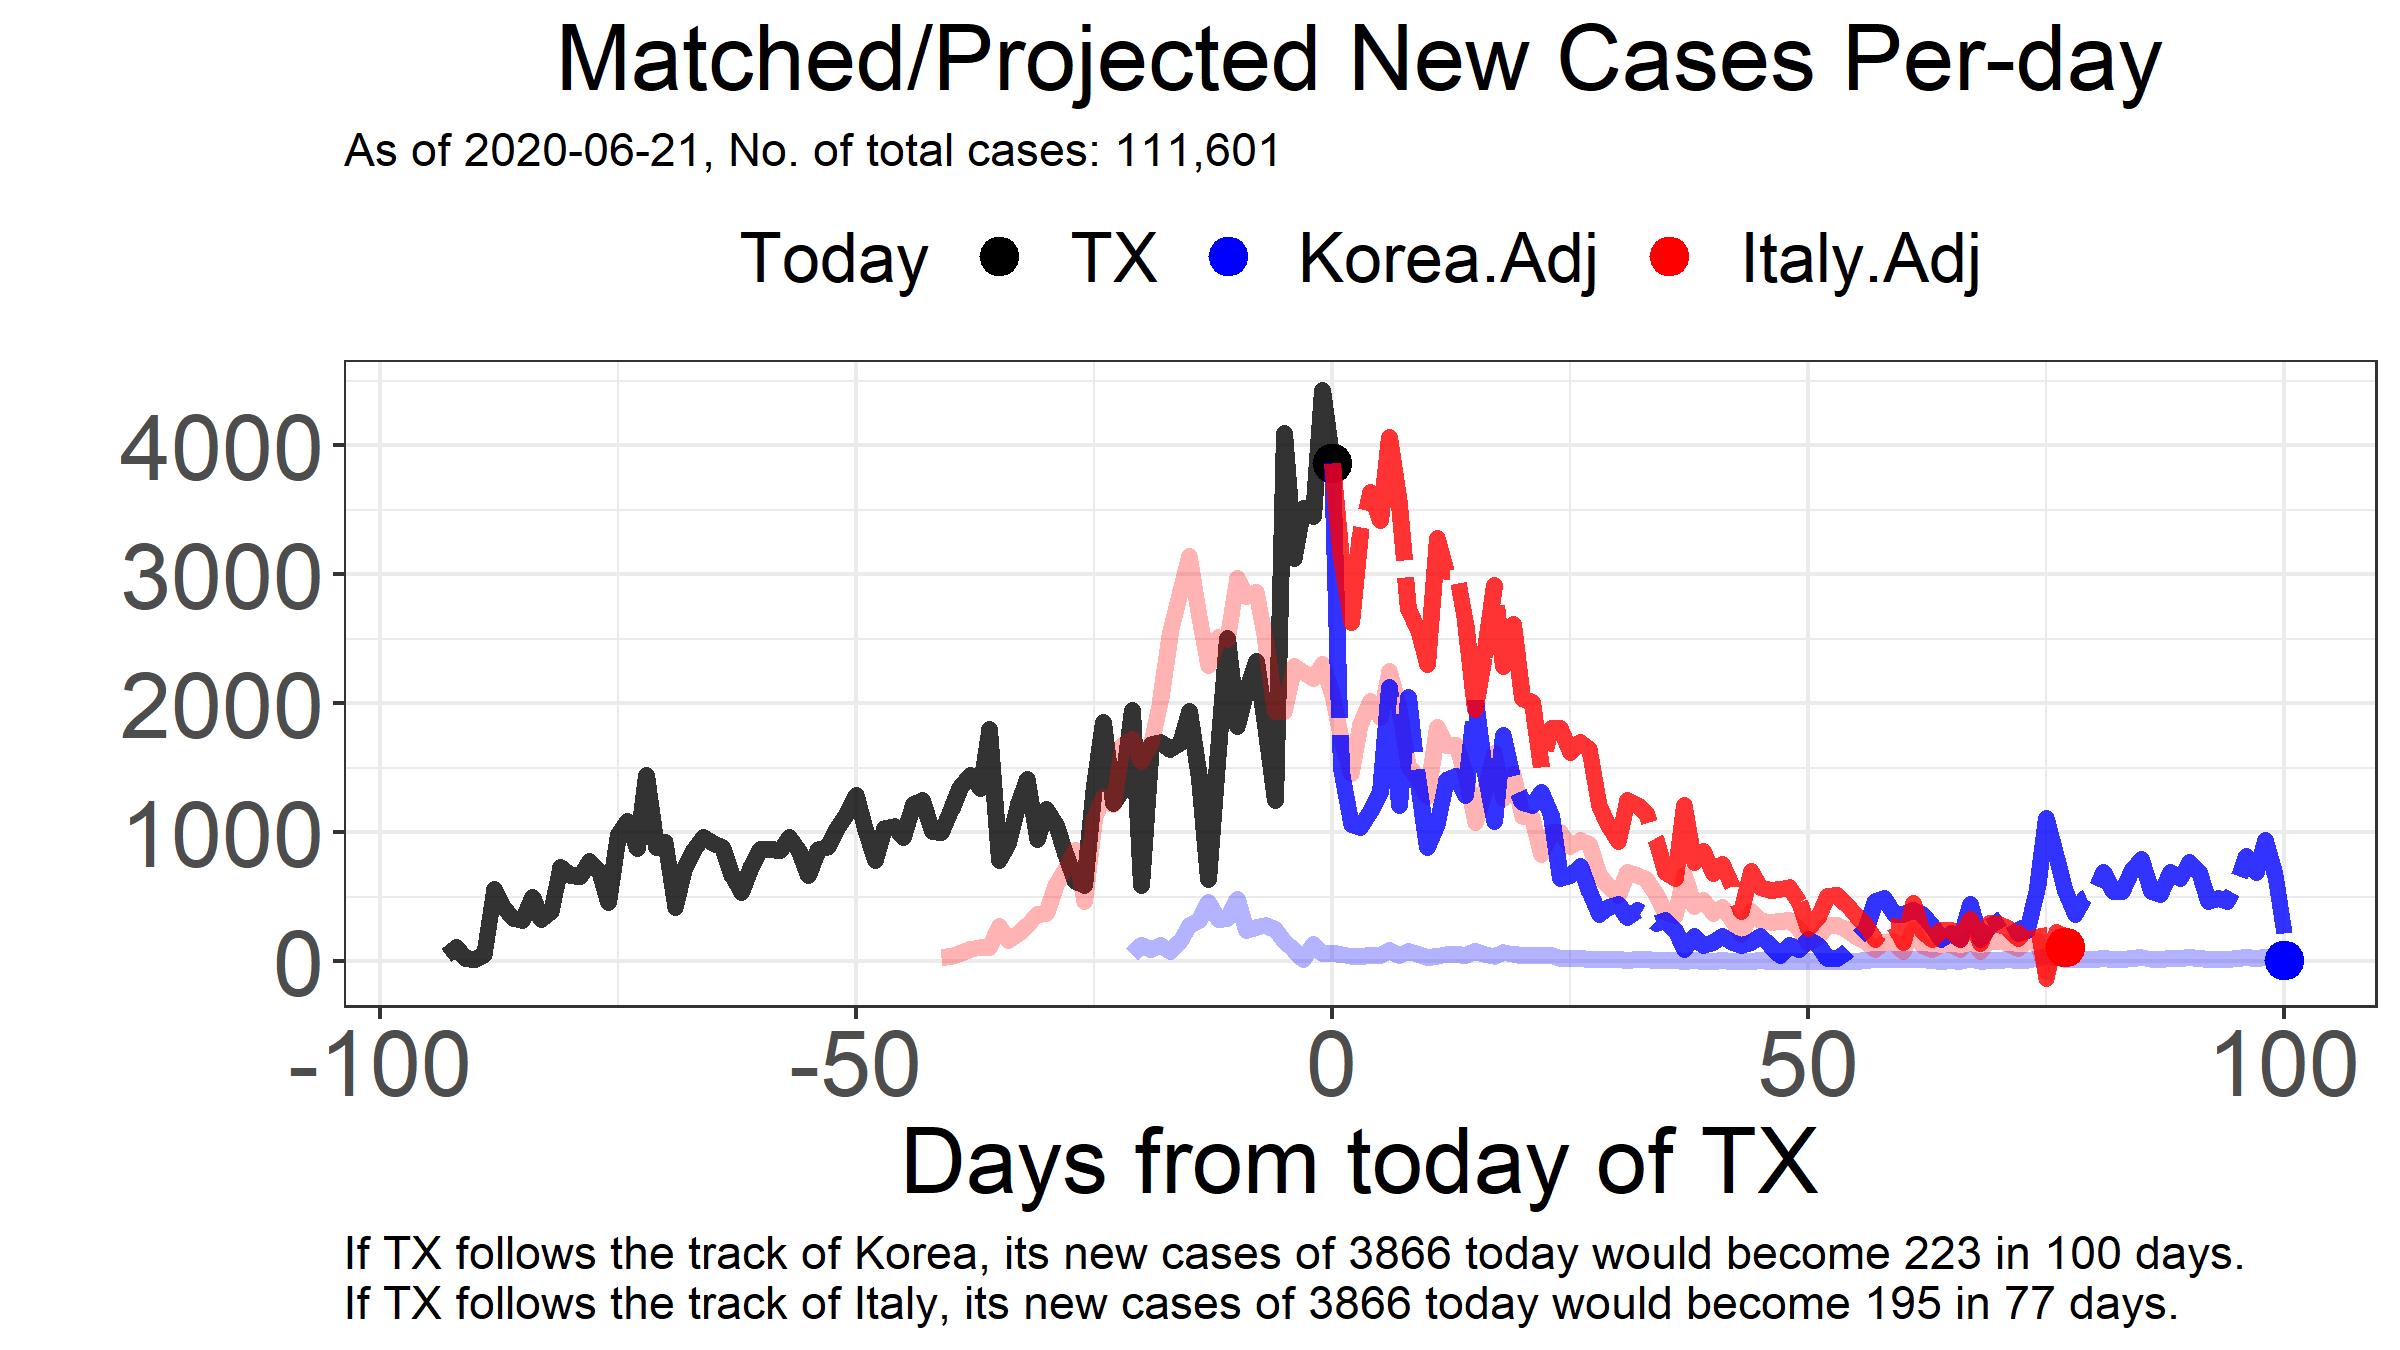 Matched/Projected New Cases Per-day
As of 2020-06-21, No. of total cases: 111,601
Today TX Korea.Adj Italy.Adj
4000
3000
2000
1000
0
-100 -50 0 50 100
Days from today of TX
If TX follows the track of Korea, its new cases of 3866 today would become 223 in 100 days.
If TX follows the track of Italy, its new cases of 3866 today would become 195 in 77 days.